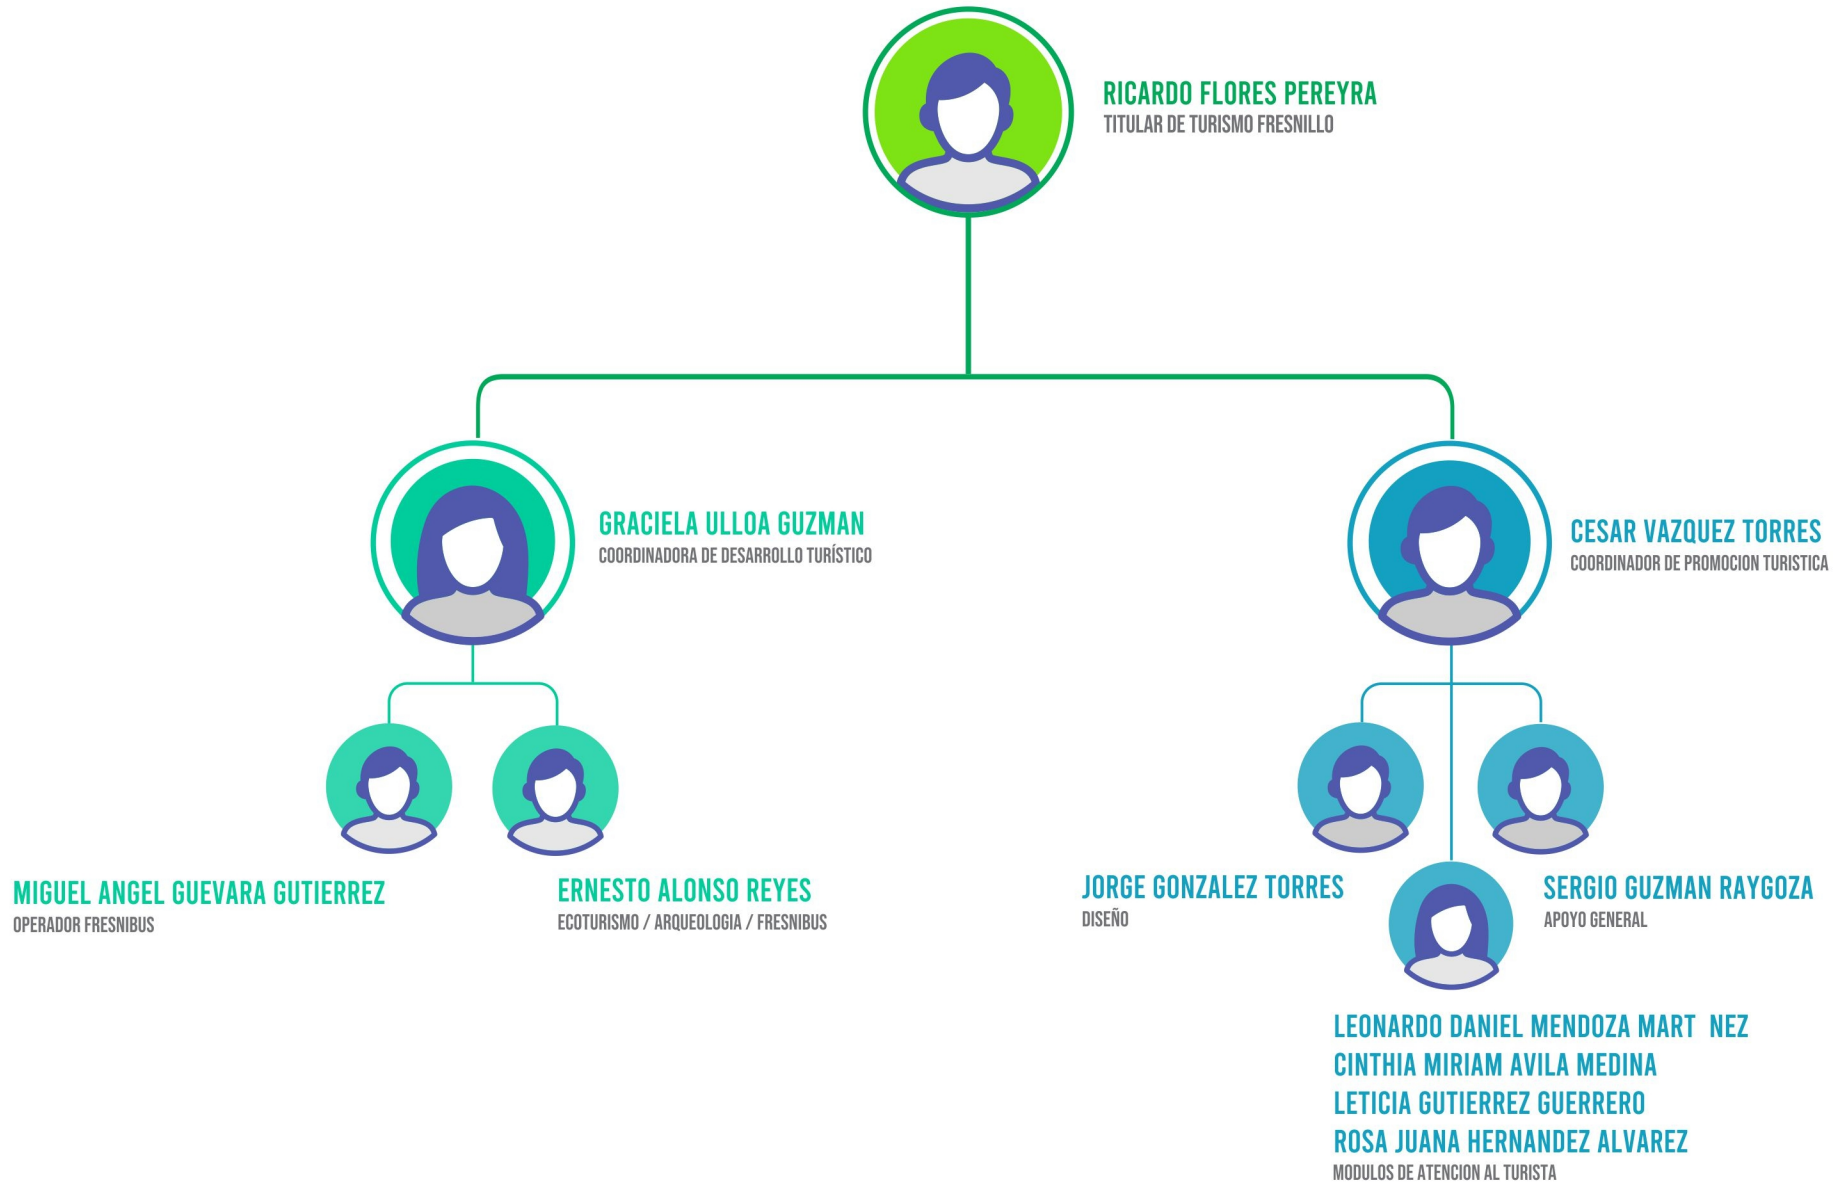 RICARDO FLORES PEREYRA
TITULAR DE TURISMO FRESNILLO
GRACIELA ULLOA GUZMAN
COORDINADORA DE DESARROLLO TURÍSTICO
CESAR VAZQUEZ TORRES
COORDINADOR DE PROMOCION TURISTICA
MIGUEL ANGEL GUEVARA GUTIERREZ
OPERADOR FRESNIBUS
ERNESTO ALONSO REYES
ECOTURISMO / ARQUEOLOGIA / FRESNIBUS
JORGE GONZALEZ TORRES
DISEÑO
SERGIO GUZMAN RAYGOZA
APOYO GENERAL
LEONARDO DANIEL MENDOZA MART NEZ
CINTHIA MIRIAM AVILA MEDINA
LETICIA GUTIERREZ GUERRERO
ROSA JUANA HERNANDEZ ALVAREZ
MODULOS DE ATENCION AL TURISTA